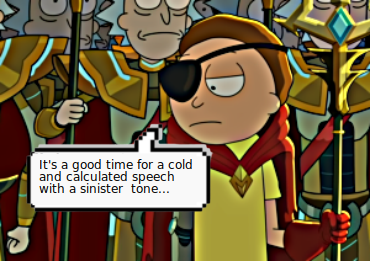 It's a good time for a cold
and calculated speech
with a sinister tone...